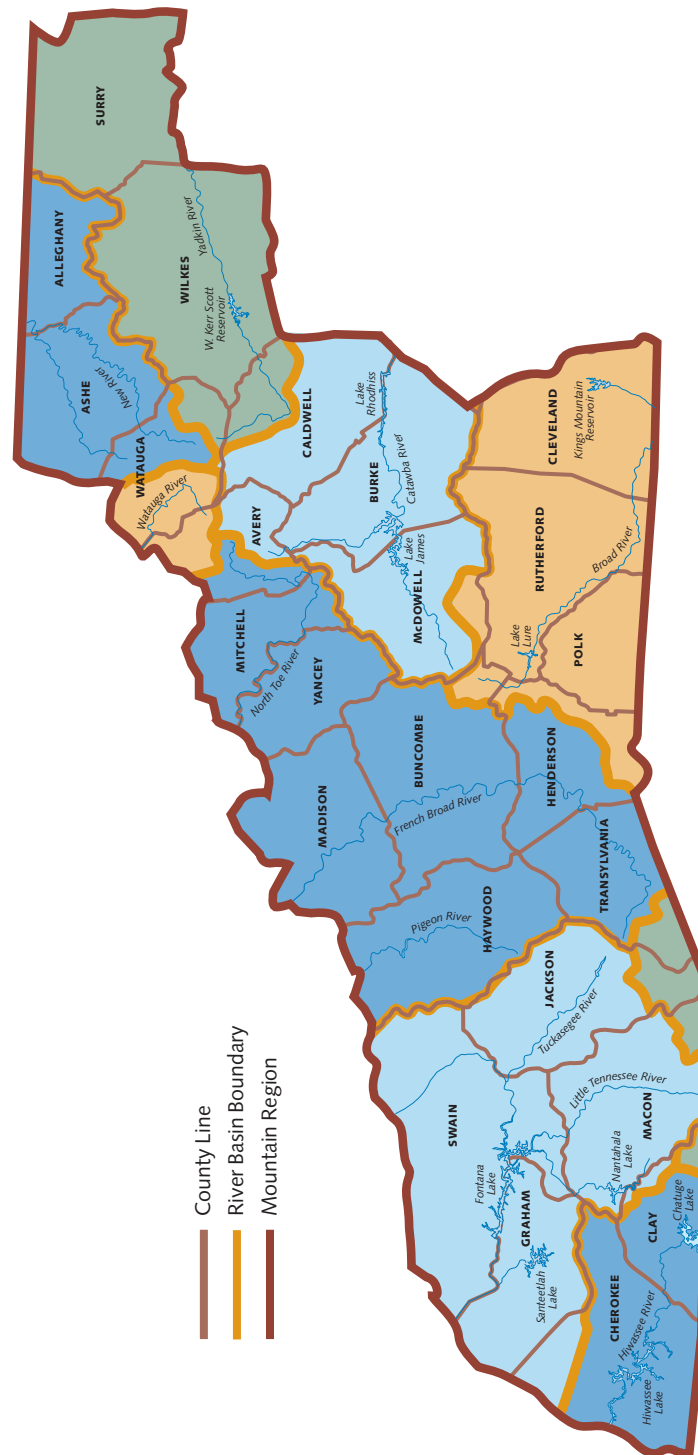 County Line
River Basin Boundary
Mountain Region
SURRY
ALLEGHANY
ASHE
New River
WATAUGA
Watauga River
WILKES
Yadkin River
W. Kerr Scott
Reservoir
CALDWELL
AVERY
MITCHELL
North Toe River
YANCEY
BURKE
Lake
Rhodhiss
Catawba River
Lake
James
McDOWELL
MADISON
BUNCOMBE
French Broad River
CLEVELAND
Kings Mountain
Reservoir
RUTHERFORD
Broad River
Lake
Lure
POLK
HENDERSON
TRANSYLVANIA
HAYWOOD
Pigeon River
JACKSON
Tuckasegee River
SWAIN
Fontana
Lake
GRAHAM
Santeetlah
Lake
Little Tennessee River
MACON
Nantahala
Lake
CHEROKEE
Hiwassee River
Hiwassee
Lake
CLAY
Chatuge
Lake